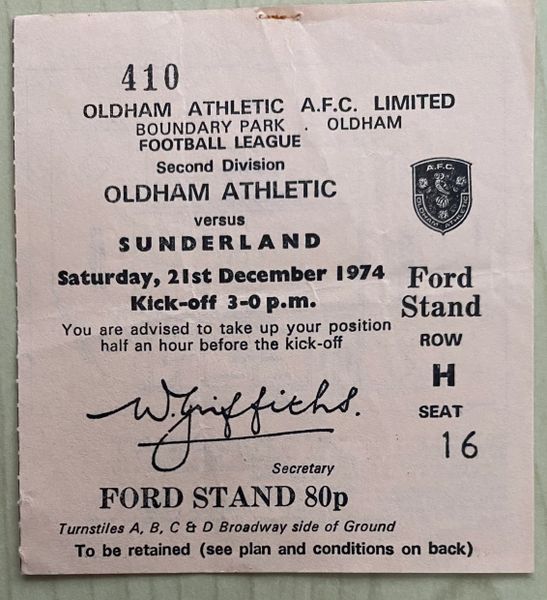 410
OLDHAM ATHLETIC A.F.C. LIMITED
BOUNDARY PARK . OLDHAM
FOOTBALL LEAGUE
Second Division
OLDHAM ATHLETIC
versus
SUNDERLAND
Saturday, 21st December 1974
Kick-off 3-0 p.m.
You are advised to take up your position
half an hour before the kick-off
A.F.C.
OLDHAM ATHLETIC
Ford
Stand
ROW
H
SEAT
16
W. Griffiths.
Secretary
FORD STAND 80p
Turnstiles A, B, C & D Broadway side of Ground
To be retained (see plan and conditions on back)